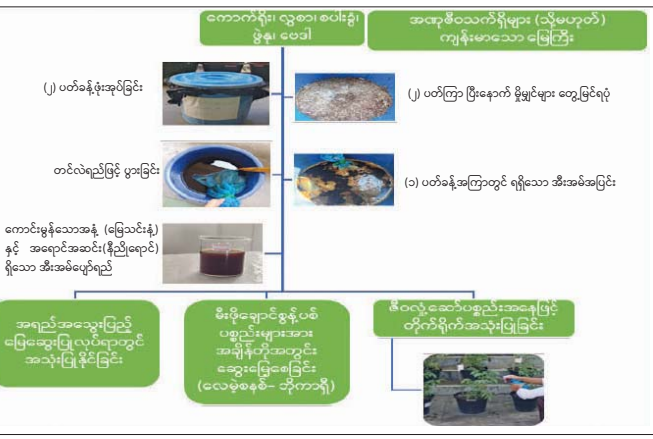 ကောက်ရိုး၊ လွှစာ၊ စပါးခွံ၊
ဖွဲနု၊ ဗေဒါ
အဏုဇီဝသက်ရှိများ (သို့မဟုတ်)
ကျန်းမာသော မြေကြီး
(၂) ပတ်ခန့်ဖုံးအုပ်ခြင်း
(၂) ပတ်ကြာ ပြီးနောက် မှိုမျှင်များ တွေ့မြင်ရပုံ
တင်လဲရည်ဖြင့် ပွားခြင်း
(၁) ပတ်ခန့်အကြာတွင် ရရှိသော အီးအမ်အပြင်း
ကောင်းမွန်သောအနံ့ (မြေသင်းနံ့)
နှင့် အရောင်အဆင်း(နီညိုရောင်)
ရှိသော အီးအမ်ပျော်ရည်
အရည်အသွေးပြည့်
မြေဆွေးပြုလုပ်ရာတွင်
အသုံးပြုနိုင်ခြင်း
မီးဖိုချောင်စွန့်ပစ်
ပစ္စည်းများအား
အချိန်တိုအတွင်း
ဆွေးမြေ့စေခြင်း
(လေမဲ့စနစ်– ဘိုကာရှီ)
ဇီဝလှုံ့ဆော်ပစ္စည်းအနေဖြင့်
တိုက်ရိုက်အသုံးပြုခြင်း